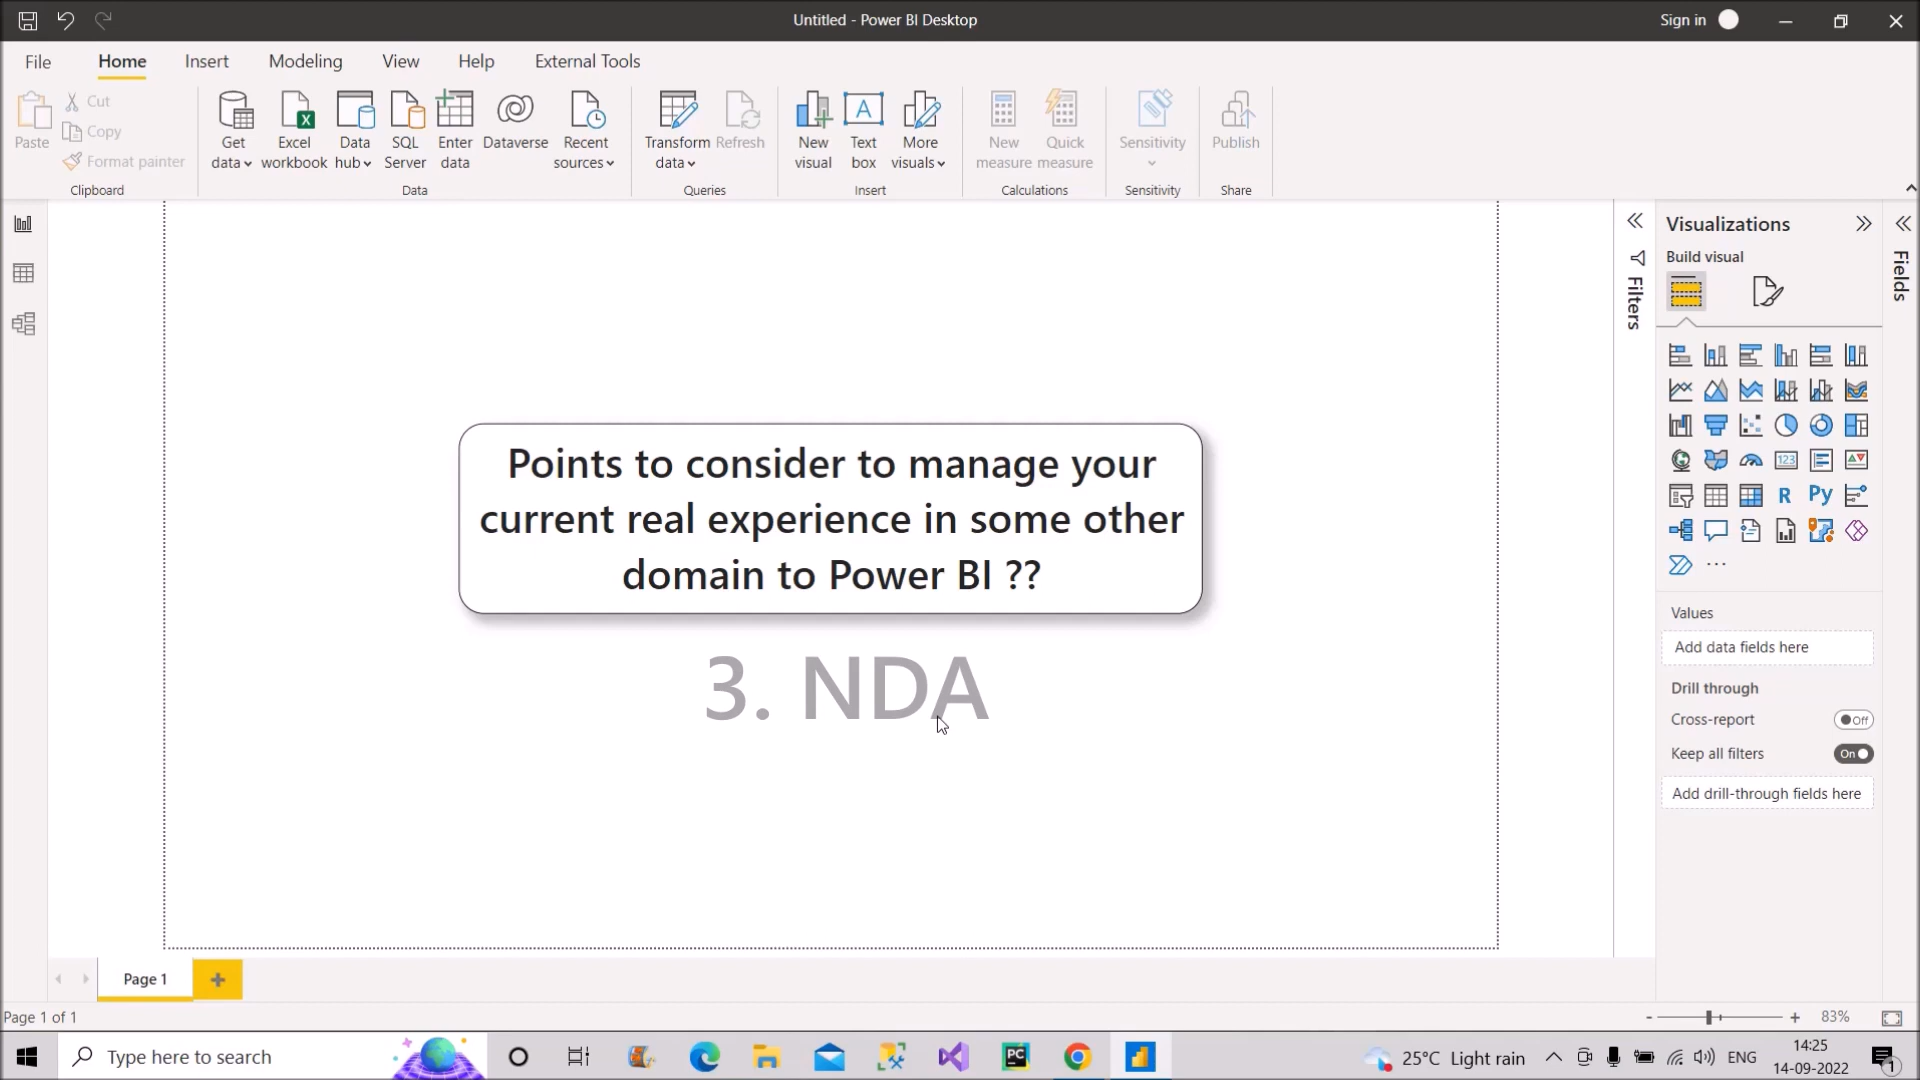 Untitled - Power BI Desktop
Sign in
File
Home
Insert
Modeling
View
Help
External Tools
Paste
Cut
Copy
Format painter
Clipboard
Get
data
Excel
workbook
Data
hub
SQL
Server
Enter
data
Dataverse
Recent
sources
Data
Transform
data
Refresh
Queries
New
visual
Text
box
More
visuals
Insert
New
measure
Quick
measure
Calculations
Sensitivity
Sensitivity
Publish
Share
Filters
Visualizations
Build visual
Fields
123
R
Py
Values
Add data fields here
Drill through
Cross-report
Off
Keep all filters
On
Add drill-through fields here
Points to consider to manage your
current real experience in some other
domain to Power BI ??
3. NDA
Page 1
Page 1 of 1
83%
Type here to search
PC
25°C Light rain
ENG
14:25
14-09-2022
1